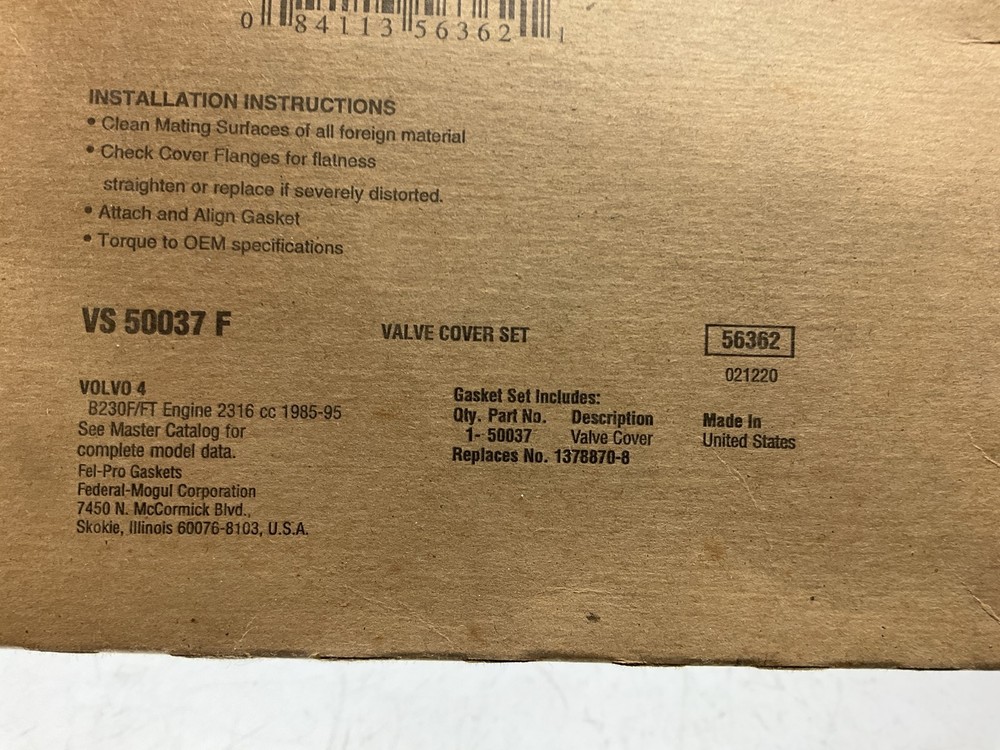 0 84113 56362 1
INSTALLATION INSTRUCTIONS
• Clean Mating Surfaces of all foreign material
• Check Cover Flanges for flatness
straighten or replace if severely distorted.
• Attach and Align Gasket
• Torque to OEM specifications
VS 50037 F
VALVE COVER SET
56362
021220
VOLVO 4
B230F/FT Engine 2316 cc 1985-95
See Master Catalog for
complete model data.
Fel-Pro Gaskets
Federal-Mogul Corporation
7450 N. McCormick Blvd.,
Skokie, Illinois 60076-8103, U.S.A.
Gasket Set Includes:
Qty. Part No. Description
1- 50037 Valve Cover
Replaces No. 1378870-8
Made In
United States